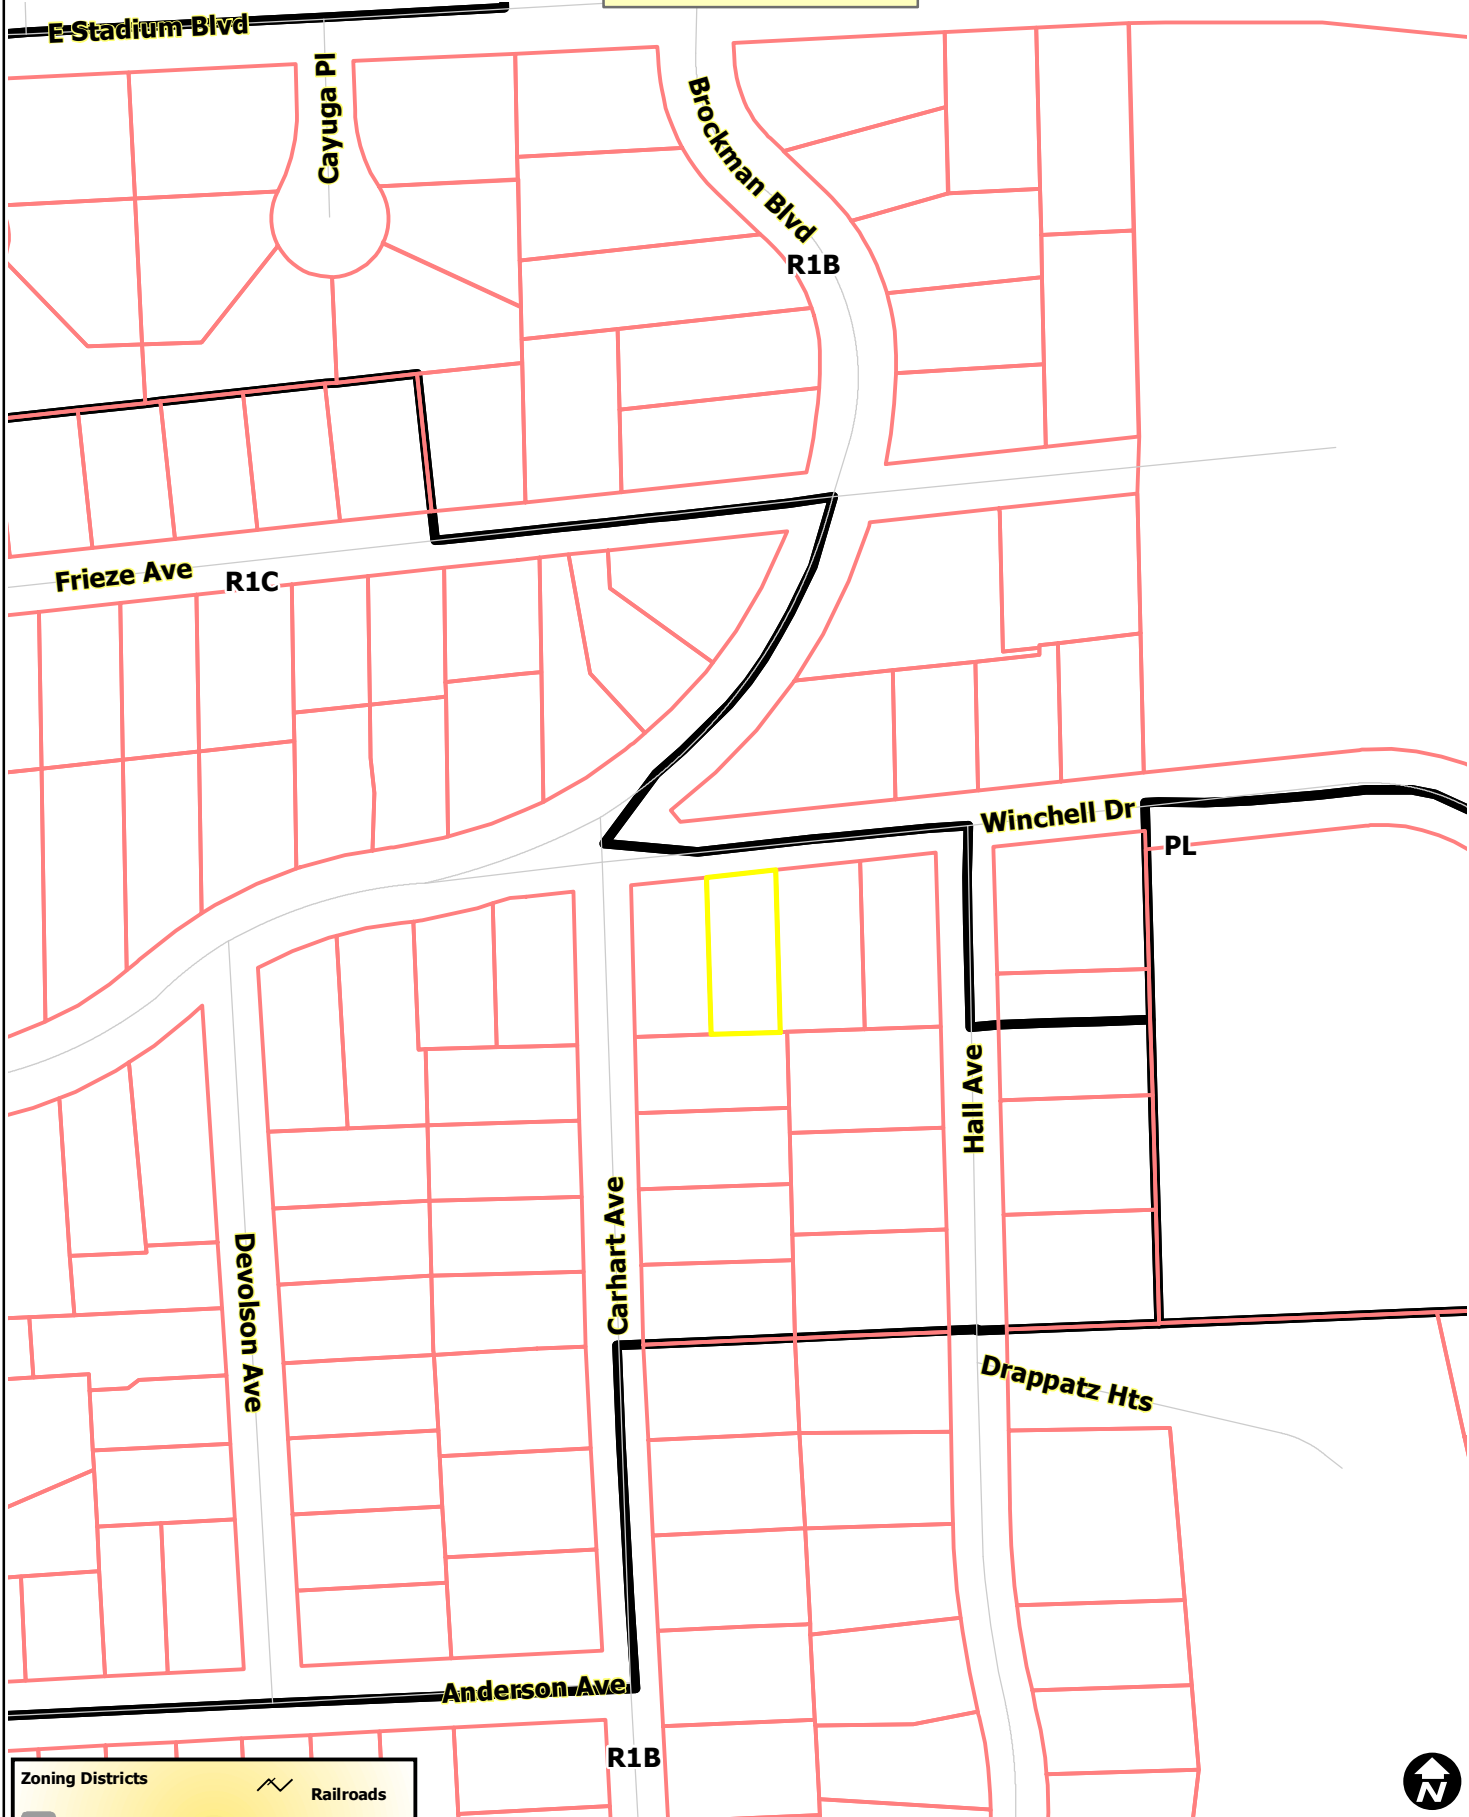 E Stadium Blvd
Cayuga Pl
Brockman Blvd
R1B
Frieze Ave
R1C
Winchell Dr
PL
Hall Ave
Carhart Ave
Devolson Ave
Drappatz Hts
Anderson Ave
R1B
Zoning Districts
Railroads
N